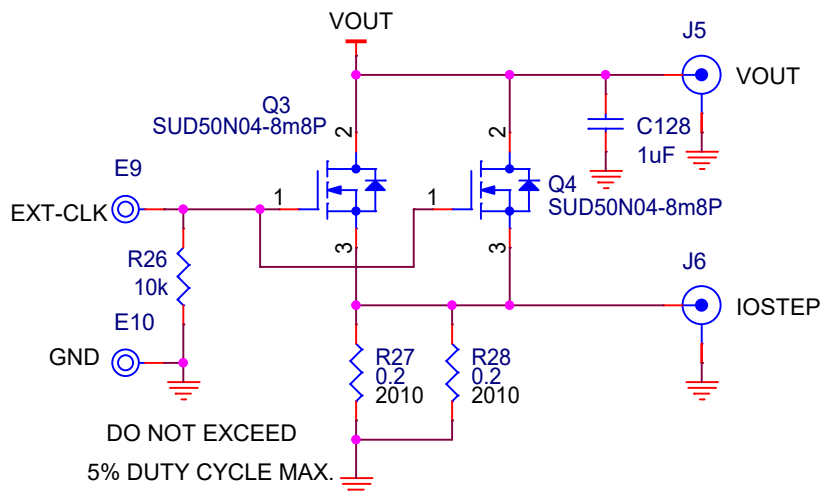 VOUT
J5
VOUT
Q3
SUD50N04-8m8P
2
2
C128
1uF
E9
EXT-CLK
1
1
Q4
SUD50N04-8m8P
3
3
R26
10k
J6
IOSTEP
E10
GND
R27
0.2
2010
R28
0.2
2010
DO NOT EXCEED
5% DUTY CYCLE MAX.